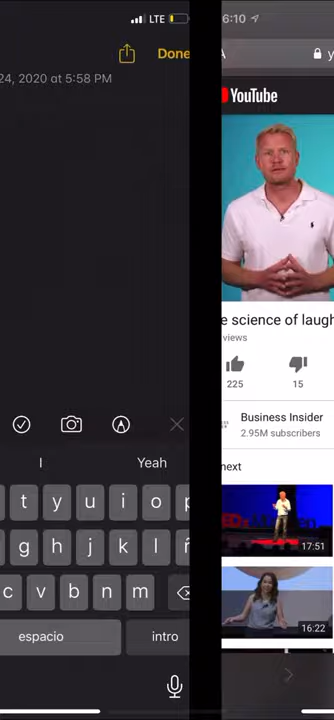 LTE
Done
24, 2020 at 5:58 PM
I
Yeah
t y u i o p
g h j k l ñ
c v b n m
espacio
intro
6:10
YouTube
e science of laugh
views
225
15
Business Insider
2.95M subscribers
next
17:51
16:22